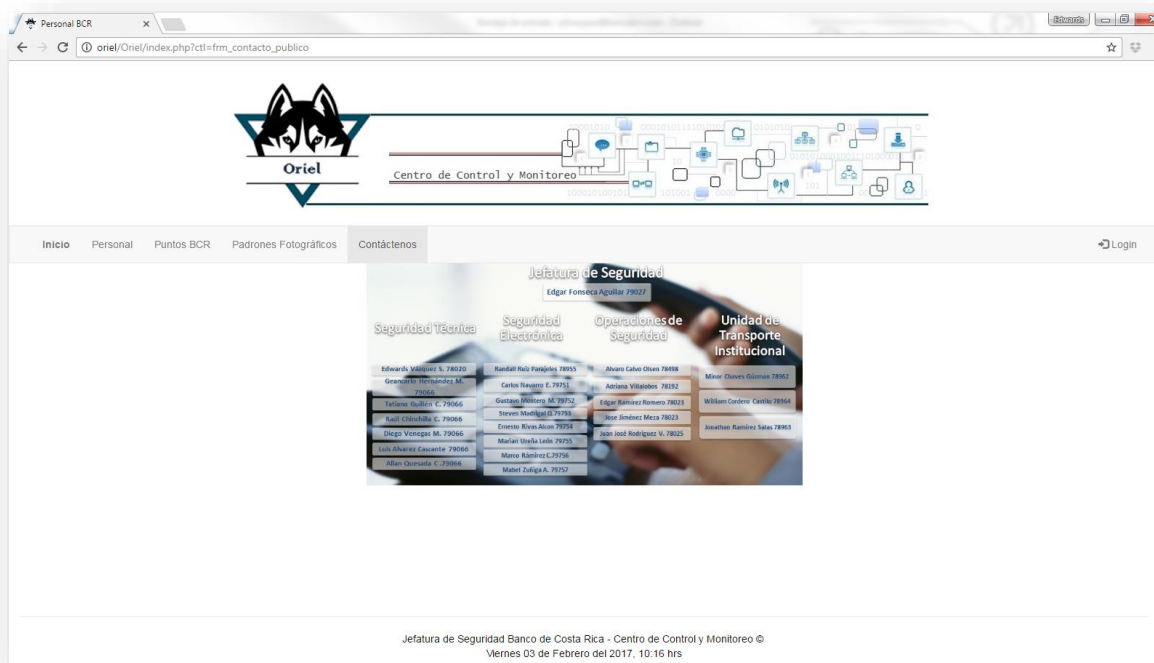 Personal BCR
Edwards
oriel/Oriel/index.php?ctl=frm_contacto_publico
Oriel
Centro de Control y Monitoreo
Inicio Personal Puntos BCR Padrones Fotográficos Contáctenos Login
Jefatura de Seguridad
Edgar Fonseca Aguilar 79027
Seguridad Técnica
Edwards Vásquez S. 78020
Geancarlo Hernández M.
79066
Tatiana Guillén C. 79066
Raúl Chinchilla C. 79066
Diego Venegas M. 79066
Luis Alvarez Cascante 79066
Allan Quesada C .79066
Seguridad
Electrónica
Randall Ruiz Parajeles 78955
Carlos Navarro E. 79751
Gustavo Montero M. 79752
Steves Madrigal Q.79753
Ernesto Rivas Alcon 79754
Marian Ureña León 79755
Marco Rámirez C.79756
Mabel Zuñiga A. 79757
Operaciones de
Seguridad
Alvaro Calvo Olsen 78498
Adriana Villalobos 78192
Edgar Ramirez Romero 78023
Jose Jiménez Meza 78023
Juan José Rodriguez V. 78025
Unidad de
Transporte
Institucional
Minor Chaves Gúzman 78962
William Cordero Castillo 78964
Jonathan Ramírez Salas 78963
Jefatura de Seguridad Banco de Costa Rica - Centro de Control y Monitoreo ©
Viernes 03 de Febrero del 2017, 10:16 hrs